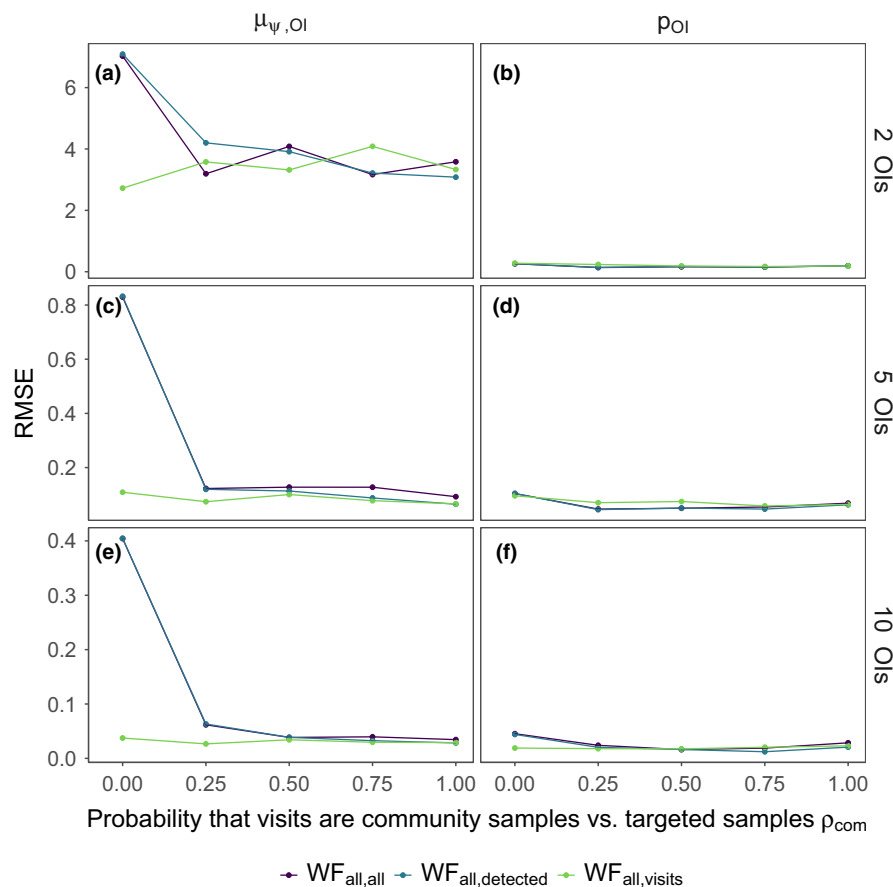 μψ,OI
pOI
(a)
(b)
6
4
2
0
2 OIs
(c)
(d)
0.8
0.6
0.4
0.2
RMSE
5 OIs
(e)
(f)
0.4
0.3
0.2
0.1
0.0
10 OIs
0.00 0.25 0.50 0.75 1.00
0.00 0.25 0.50 0.75 1.00
Probability that visits are community samples vs. targeted samples ρcom
WFall,all WFall,detected WFall,visits